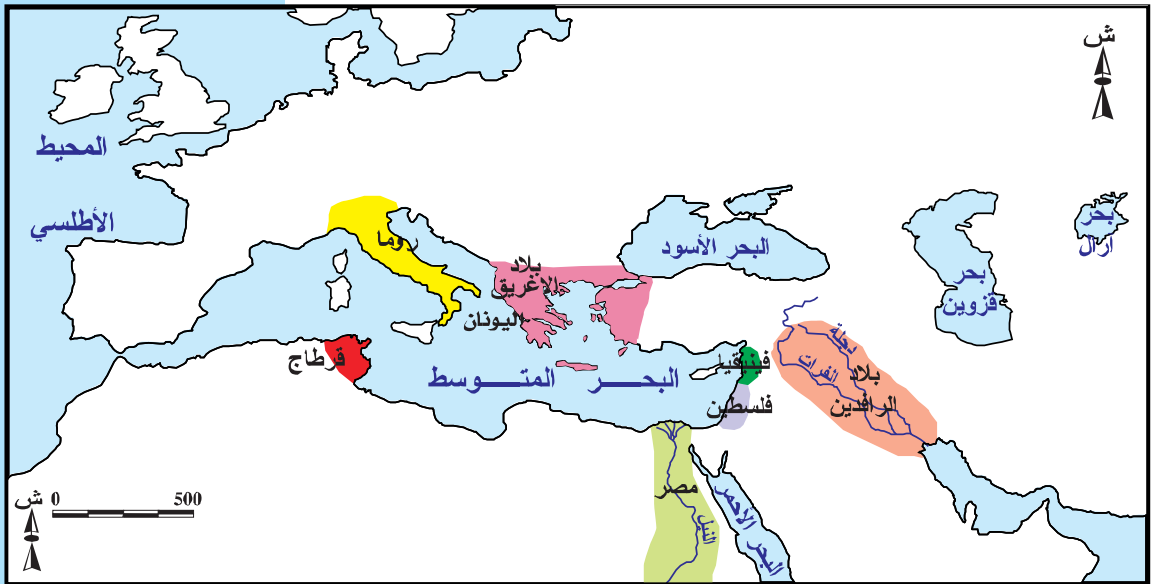 ش
المحيط
الأطلسي
روما
بلاد
الإغريق
اليونان
البحر الأسود
بحر
قزوين
بحر
آرال
قرطاج
البحـــر المتـــوسط
فينيقيا
فلسطين
دجلة
الفرات
بلاد
الرافدين
مصر
النيل
البحر الأحمر
ش
0 500